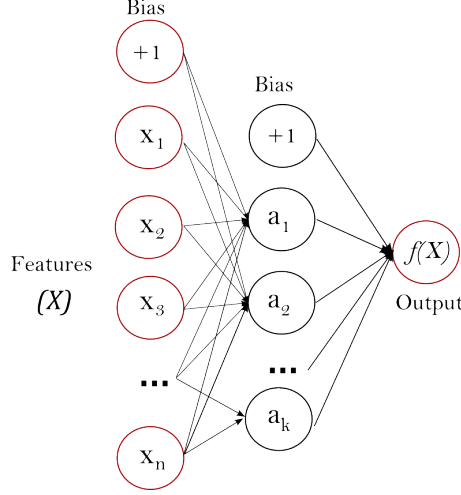 Bias
+1
x1
x2
x3
...
xn
Features
(X)
Bias
+1
a1
a2
...
ak
f(X)
Output